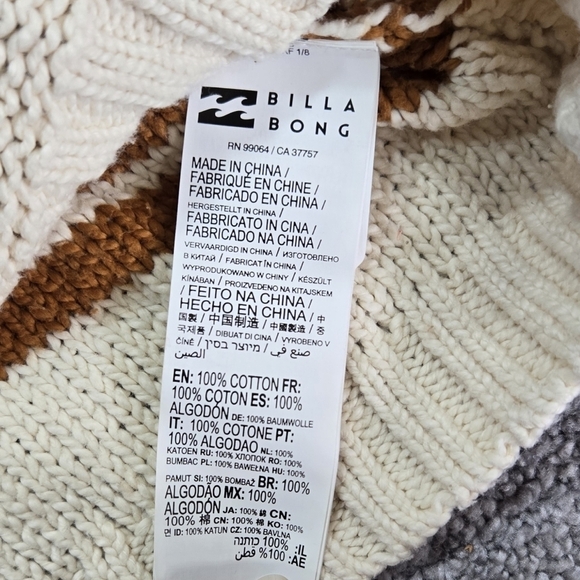 RF 1/8
BILLA
BONG
RN 99064 / CA 37757
MADE IN CHINA /
FABRIQUÉ EN CHINE /
FABRICADO EN CHINA /
HERGESTELLT IN CHINA /
FABBRICATO IN CINA /
FABRICADO NA CHINA /
VERVAARDIGD IN CHINA / ИЗГОТОВЛЕНО
В КИТАЙ / FABRICAT ÎN CHINA /
WYPRODUKOWANO W CHINY / KÉSZÜLT
KÍNÁBAN / PROIZVEDENO NA KITAJSKEM
/ FEITO NA CHINA /
HECHO EN CHINA / 中
国製 / 中国制造 / 中國製造 / 중
국제품 / DIBUAT DI CINA / VYROBENO V
ČÍNĚ / מיוצר בסין / صنع في
الصين
EN: 100% COTTON FR:
100% COTON ES: 100%
ALGODÓN DE: 100% BAUMWOLLE
IT: 100% COTONE PT:
100% ALGODAO NL: 100%
KATOEN RU: 100% ХЛОПОК RO: 100%
BUMBAC PL: 100% BAWEŁNA HU: 100%
PAMUT SI: 100% BOMBAŽ BR: 100%
ALGODÃO MX: 100%
ALGODÓN JA: 100% 綿 CN:
100% 棉 CN: 100% 棉 KO: 100%
면 ID: 100% KATUN CZ: 100% BAVLNY
IL: 100% כותנה
AE: 100% قطن